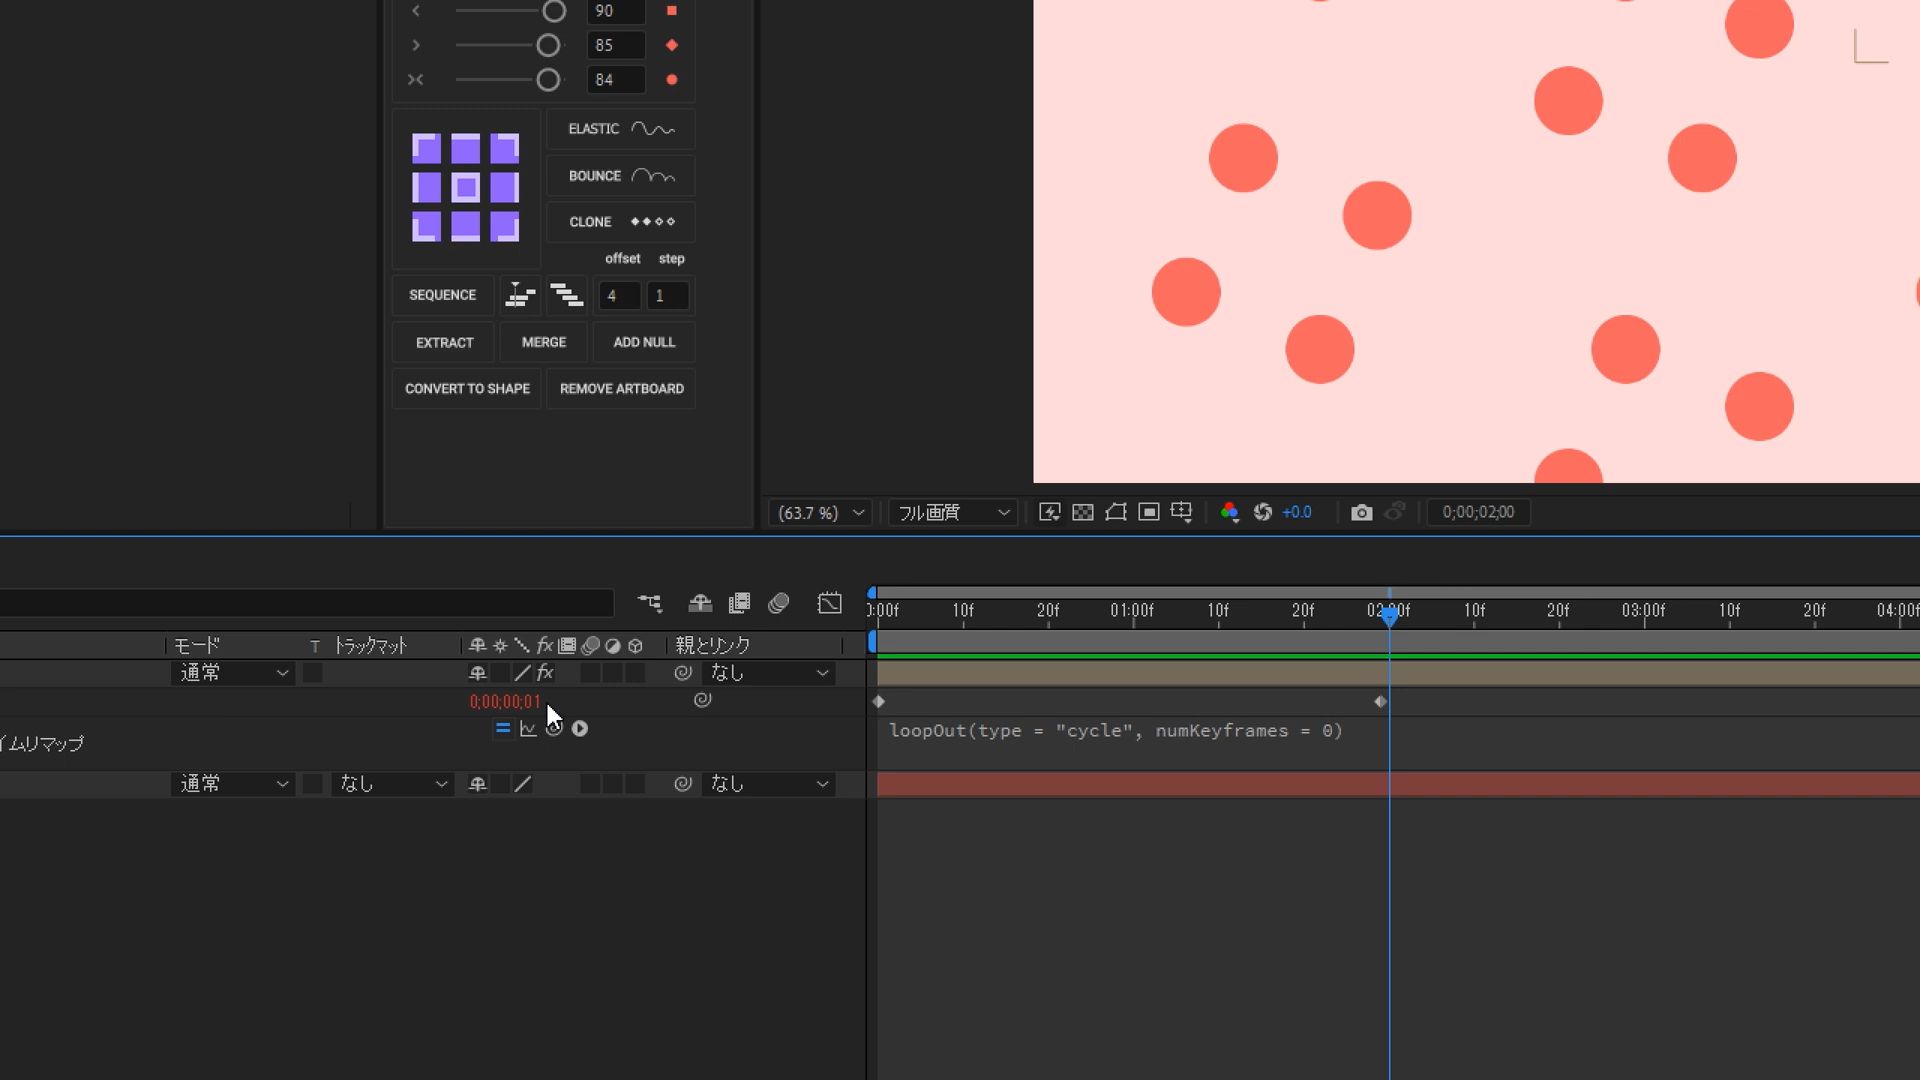 90
85
84
ELASTIC
BOUNCE
CLONE
offset step
SEQUENCE 4 1
EXTRACT MERGE ADD NULL
CONVERT TO SHAPE REMOVE ARTBOARD
(63.7 %) フル画質 +0.0 0;00;02;00
0:00f 10f 20f 01:00f 10f 20f 02:00f 10f 20f 03:00f 10f 20f 04:00f
モード T トラックマット fx 親とリンク
通常 fx なし
0;00;00;01
loopOut(type = "cycle", numKeyframes = 0)
イムリマップ
通常 なし なし